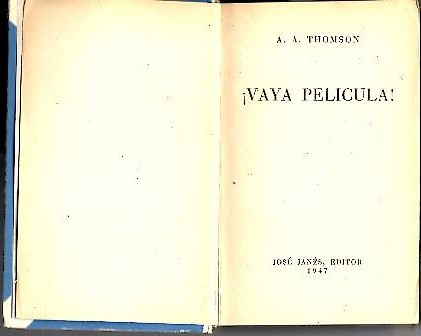 A. A. THOMSON
¡VAYA PELICULA!
JOSÉ JANÉS, EDITOR
1947